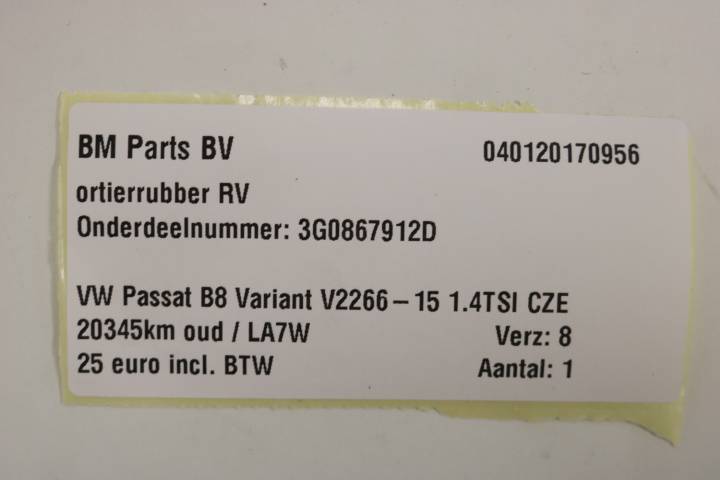 BM Parts BV 040120170956
ortierrubber RV
Onderdeelnummer: 3G0867912D
VW Passat B8 Variant V2266-15 1.4TSI CZE
20345km oud / LA7W Verz: 8
25 euro incl. BTW Aantal: 1